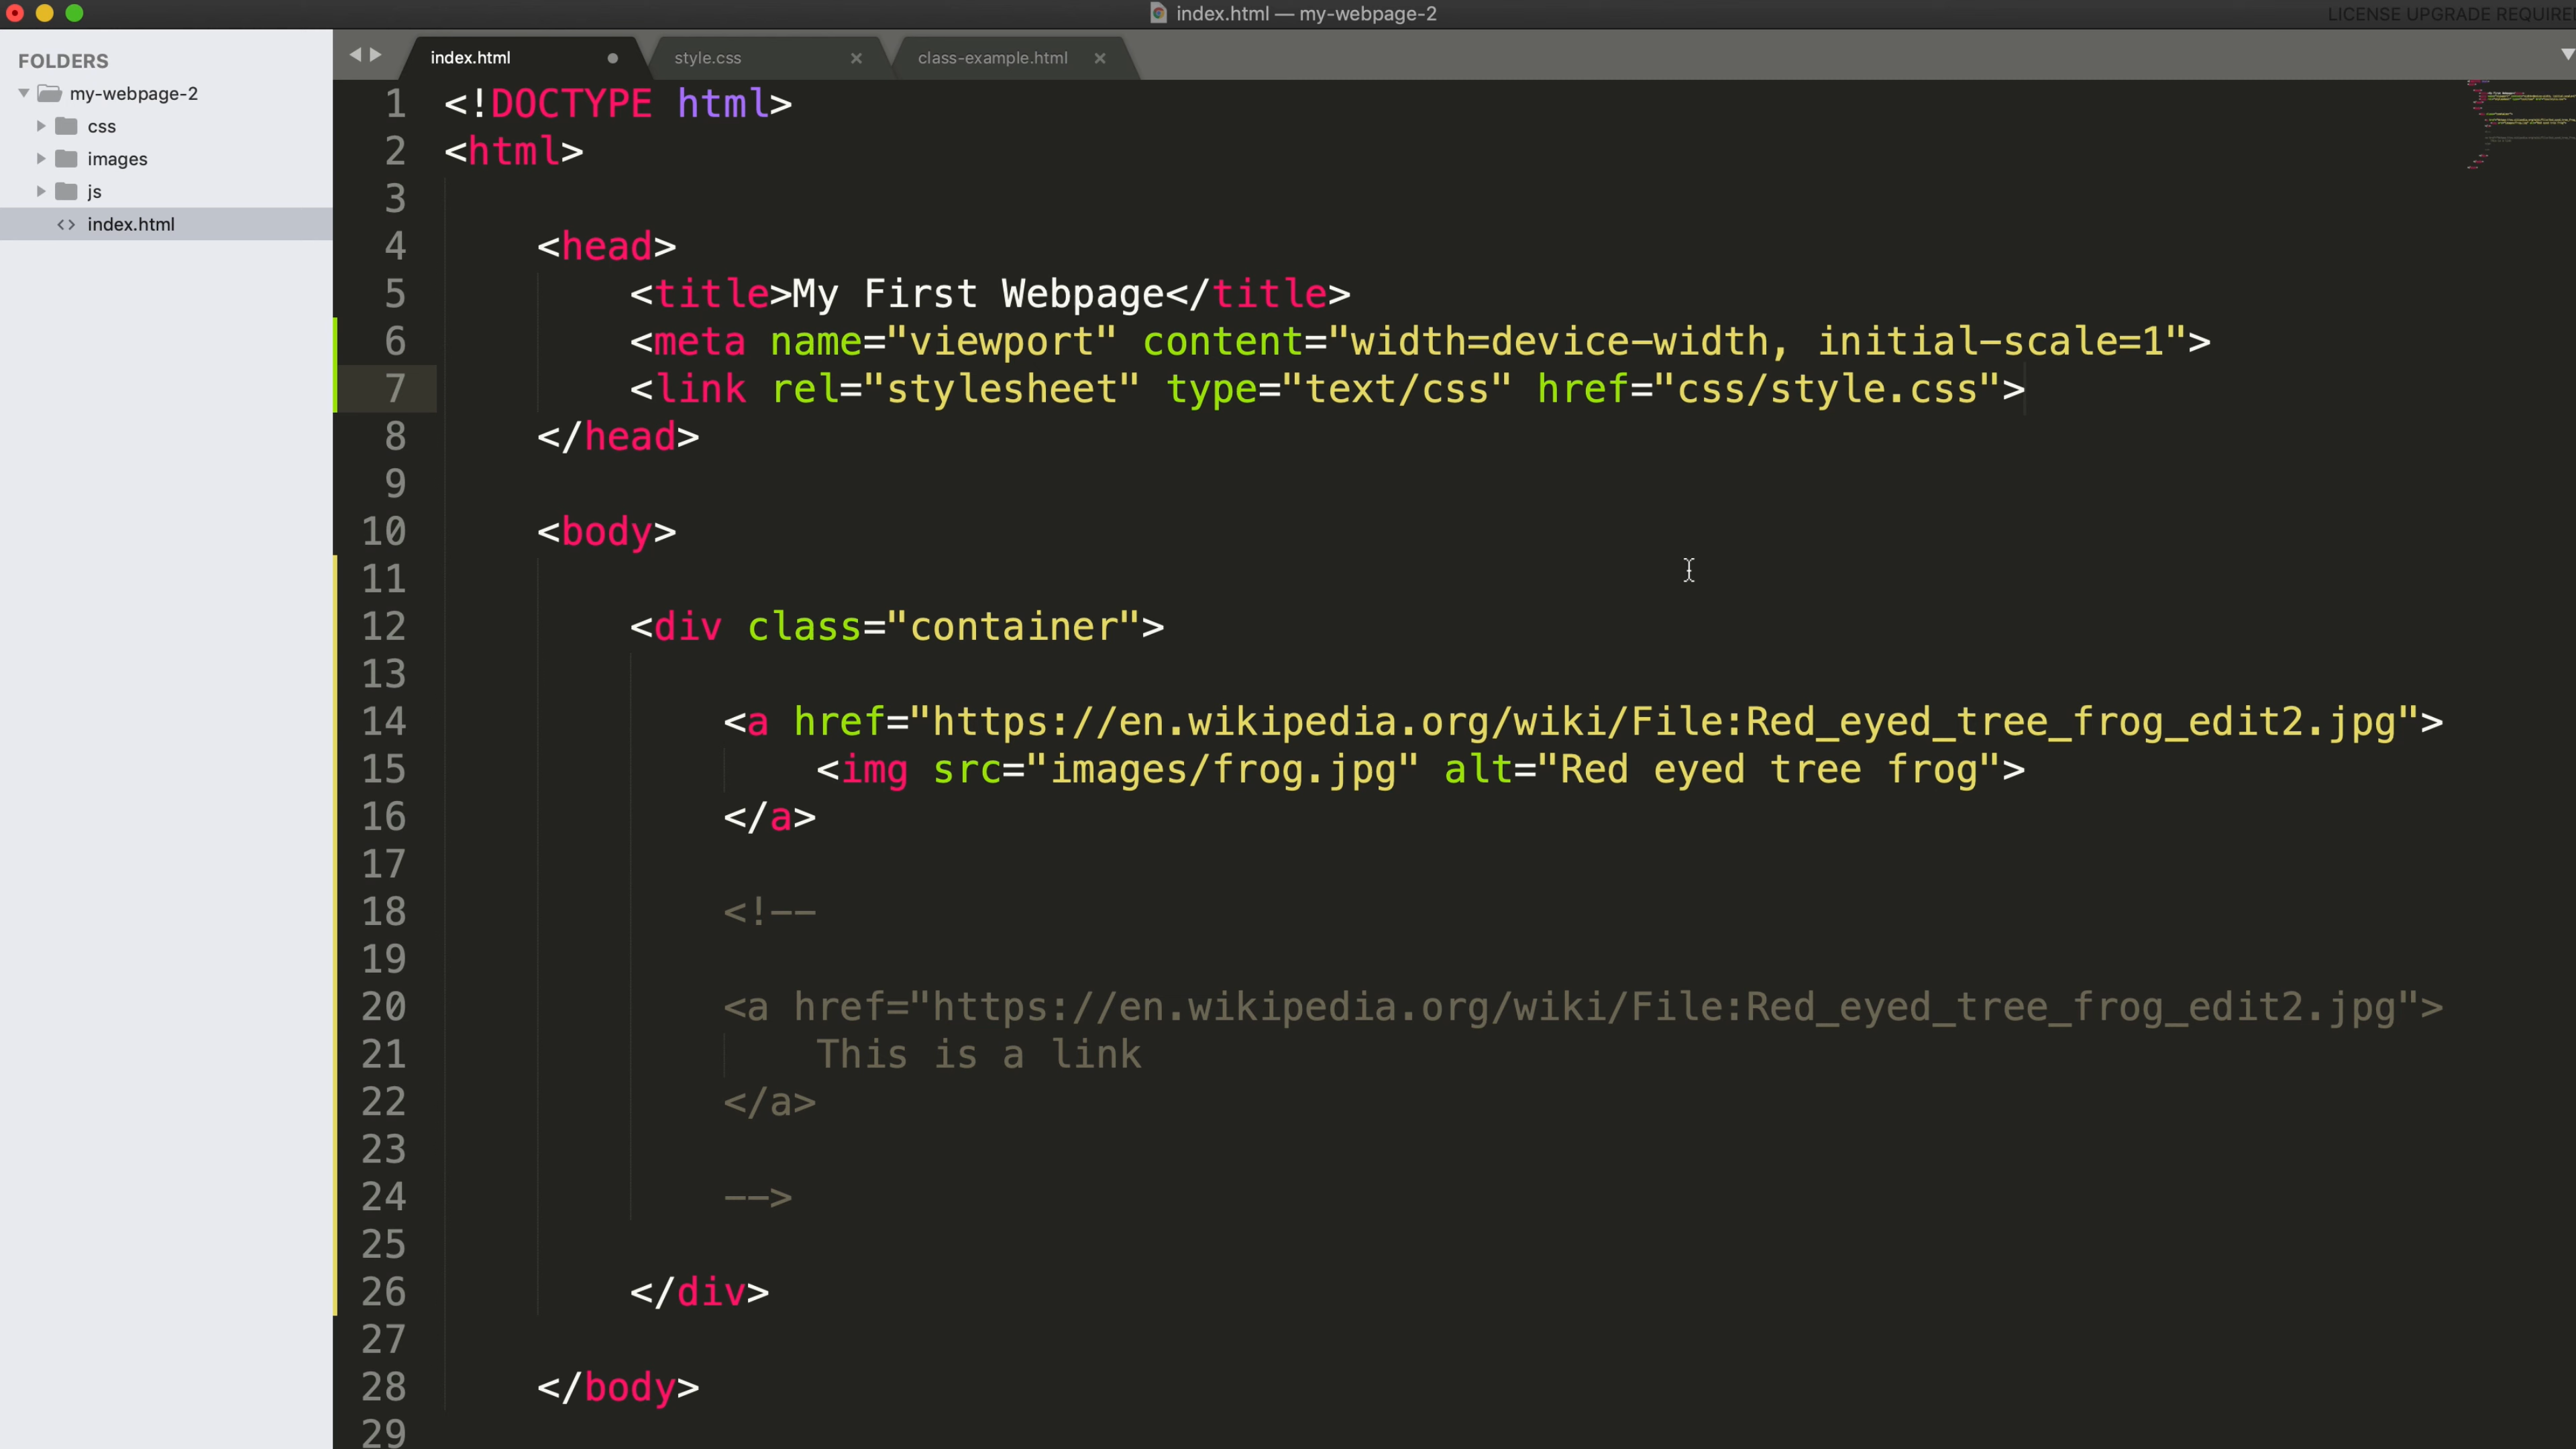 index.html — my-webpage-2
LICENSE UPGRADE REQUIRED
FOLDERS
my-webpage-2
css
images
js
index.html
index.html
style.css
class-example.html
1 <!DOCTYPE html>
2 <html>
3
4 <head>
5 <title>My First Webpage</title>
6 <meta name="viewport" content="width=device-width, initial-scale=1">
7 <link rel="stylesheet" type="text/css" href="css/style.css">
8 </head>
9
10 <body>
11
12 <div class="container">
13
14 <a href="https://en.wikipedia.org/wiki/File:Red_eyed_tree_frog_edit2.jpg">
15 <img src="images/frog.jpg" alt="Red eyed tree frog">
16 </a>
17
18 <!--
19
20 <a href="https://en.wikipedia.org/wiki/File:Red_eyed_tree_frog_edit2.jpg">
21 This is a link
22 </a>
23
24 -->
25
26 </div>
27
28 </body>
29